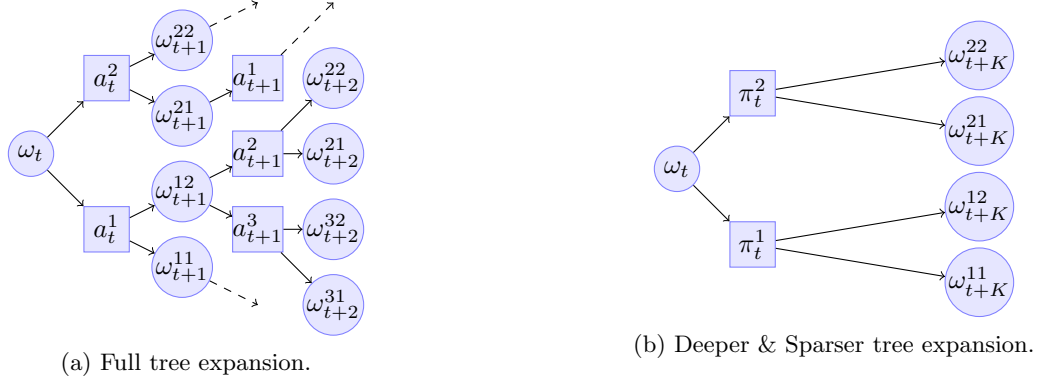 ω_{t+1}^{22}
a_t^2
a_{t+1}^1
ω_{t+2}^{22}
ω_{t+1}^{21}
ω_t
a_{t+1}^2
ω_{t+2}^{21}
ω_{t+1}^{12}
a_t^1
a_{t+1}^3
ω_{t+2}^{32}
ω_{t+1}^{11}
ω_{t+2}^{31}
(a) Full tree expansion.
ω_{t+K}^{22}
π_t^2
ω_{t+K}^{21}
ω_t
ω_{t+K}^{12}
π_t^1
ω_{t+K}^{11}
(b) Deeper & Sparser tree expansion.